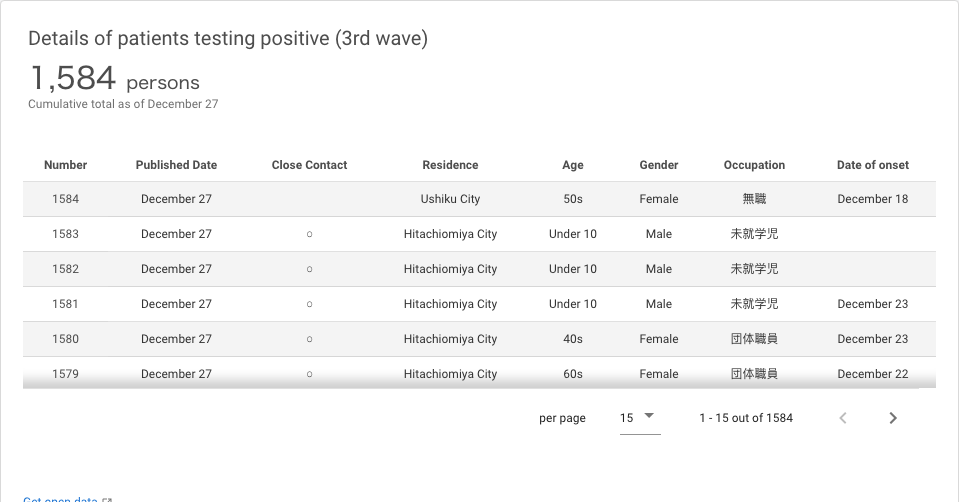 Details of patients testing positive (3rd wave)
1,584 persons
Cumulative total as of December 27
Number Published Date Close Contact Residence Age Gender Occupation Date of onset
1584 December 27 Ushiku City 50s Female 無職 December 18
1583 December 27 ○ Hitachiomiya City Under 10 Male 未就学児
1582 December 27 ○ Hitachiomiya City Under 10 Male 未就学児
1581 December 27 ○ Hitachiomiya City Under 10 Male 未就学児 December 23
1580 December 27 ○ Hitachiomiya City 40s Female 団体職員 December 23
1579 December 27 ○ Hitachiomiya City 60s Female 団体職員 December 22
per page 15 1 - 15 out of 1584
Get open data